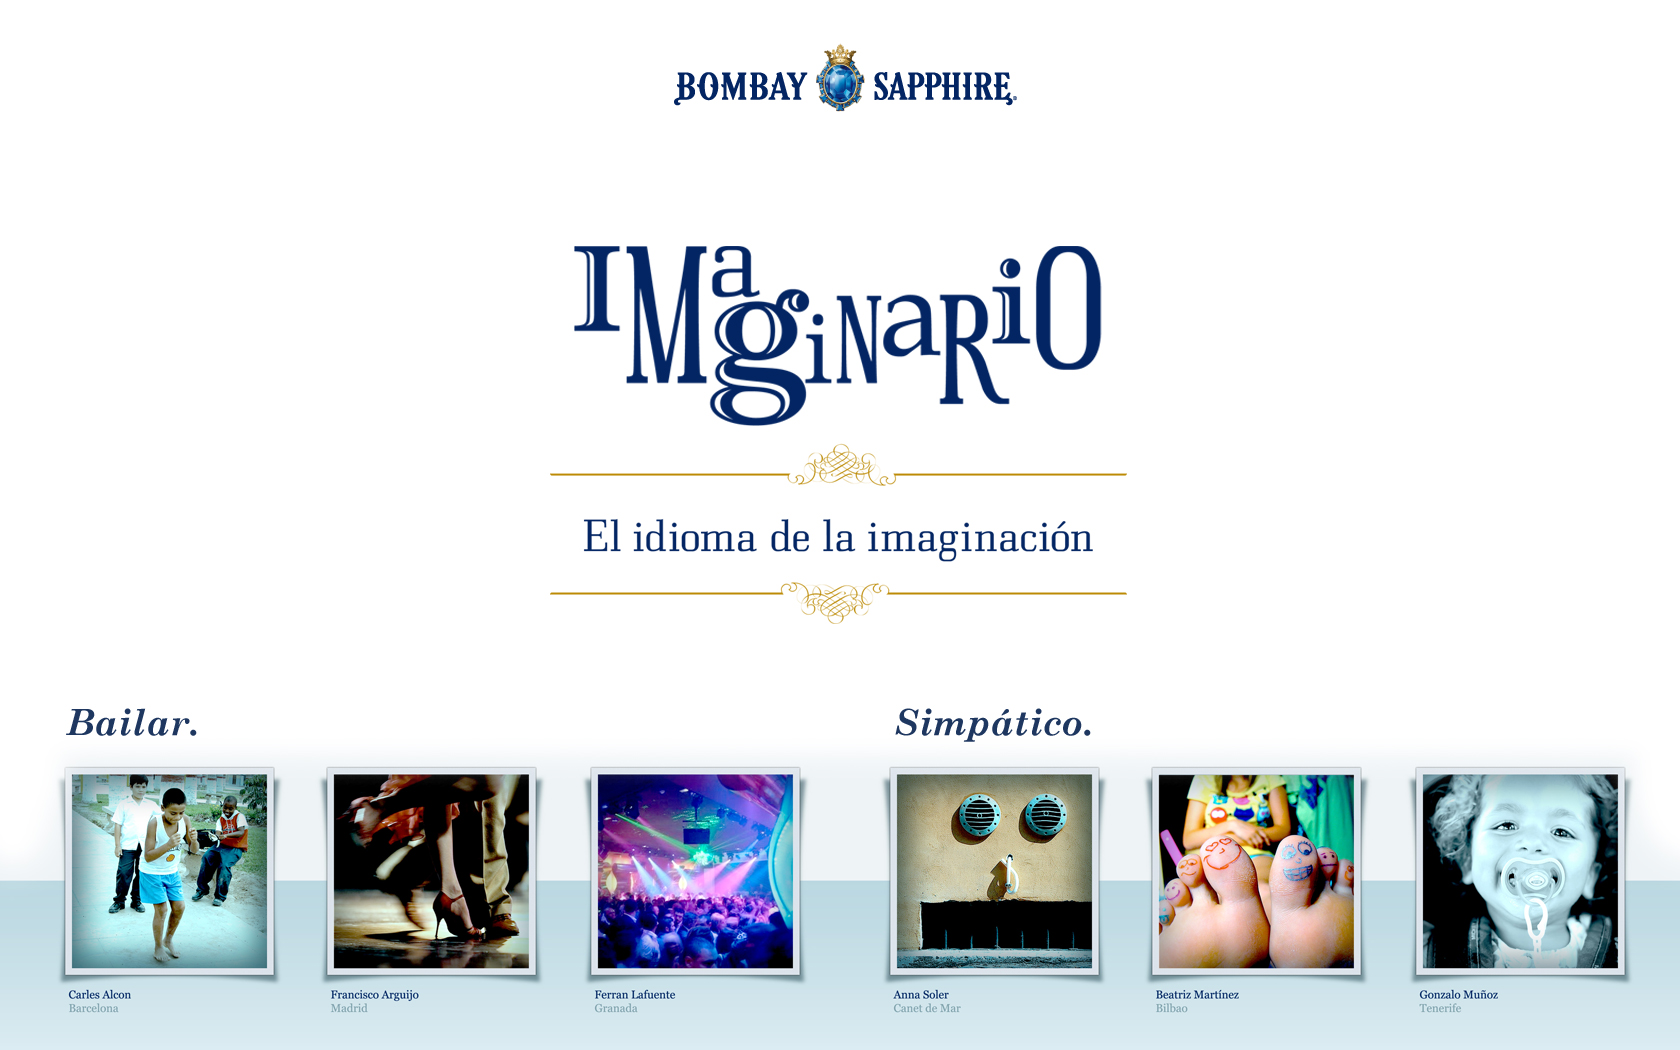 BOMBAY SAPPHIRE®
IMaginaRiO
El idioma de la imaginación
Bailar.
Simpático.
Carles Alcon
Barcelona
Francisco Arguijo
Madrid
Ferran Lafuente
Granada
Anna Soler
Canet de Mar
Beatriz Martínez
Bilbao
Gonzalo Muñoz
Tenerife